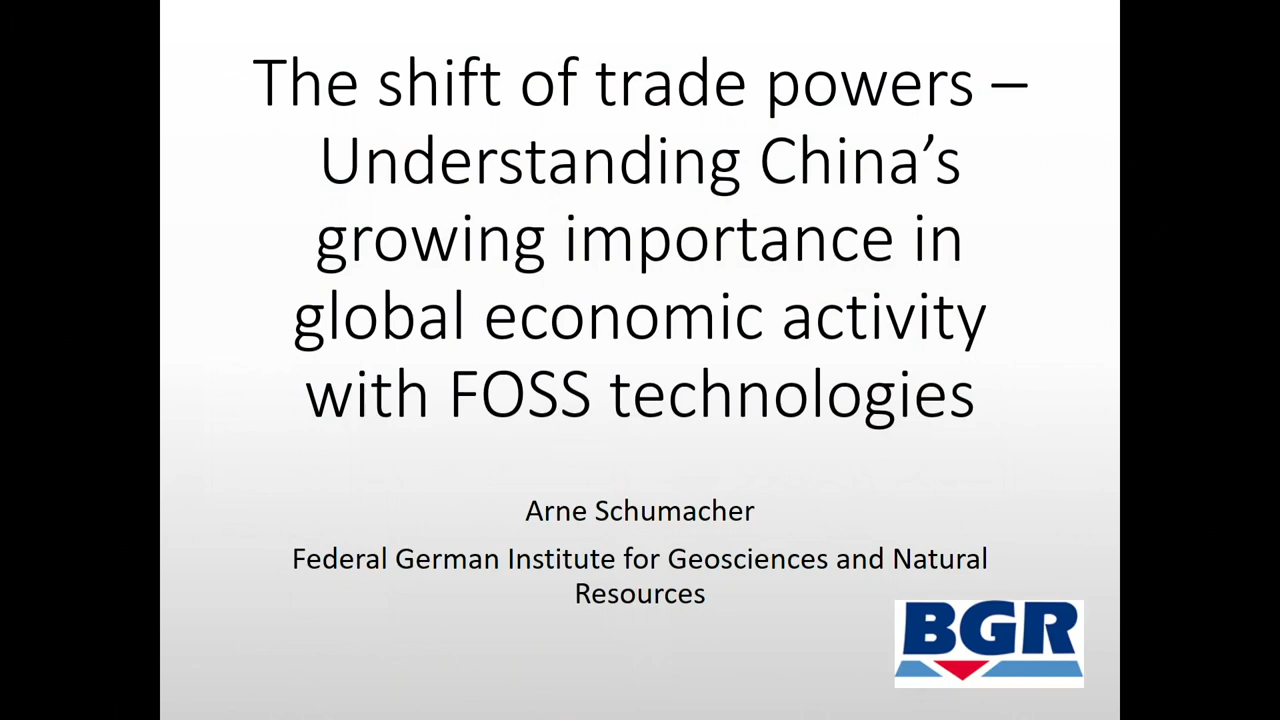 The shift of trade powers –
Understanding China’s
growing importance in
global economic activity
with FOSS technologies
Arne Schumacher
Federal German Institute for Geosciences and Natural
Resources
BGR